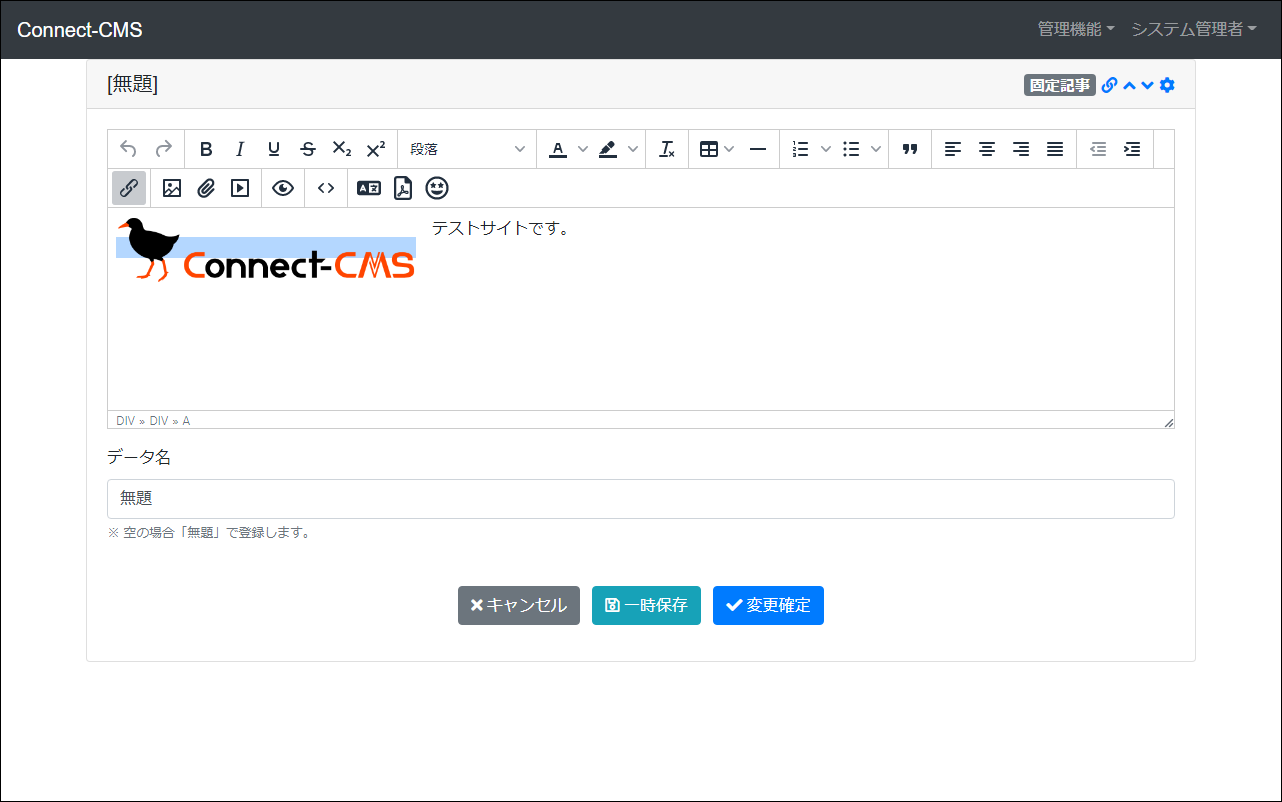 Connect-CMS 管理機能 システム管理者
[無題] 固定記事
段落
Connect-CMS テストサイトです。
DIV » DIV » A
データ名
無題
※ 空の場合「無題」で登録します。
キャンセル 一時保存 変更確定